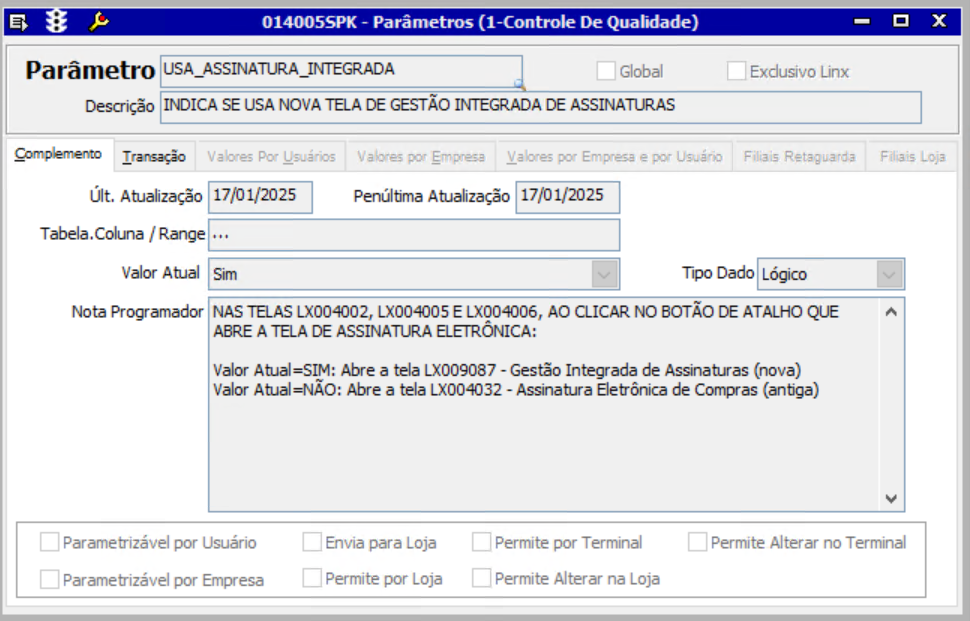 014005SPK - Parâmetros (1-Controle De Qualidade)
Parâmetro USA_ASSINATURA_INTEGRADA Global Exclusivo Linx
Descrição INDICA SE USA NOVA TELA DE GESTÃO INTEGRADA DE ASSINATURAS
Complemento Transação Valores Por Usuários Valores por Empresa Valores por Empresa e por Usuário Filiais Retaguarda Filiais Loja
Últ. Atualização 17/01/2025 Penúltima Atualização 17/01/2025
Tabela.Coluna / Range ...
Valor Atual Sim Tipo Dado Lógico
Nota Programador NAS TELAS LX004002, LX004005 E LX004006, AO CLICAR NO BOTÃO DE ATALHO QUE
ABRE A TELA DE ASSINATURA ELETRÔNICA:
Valor Atual=SIM: Abre a tela LX009087 - Gestão Integrada de Assinaturas (nova)
Valor Atual=NÃO: Abre a tela LX004032 - Assinatura Eletrônica de Compras (antiga)
Parametrizável por Usuário Envia para Loja Permite por Terminal Permite Alterar no Terminal
Parametrizável por Empresa Permite por Loja Permite Alterar na Loja